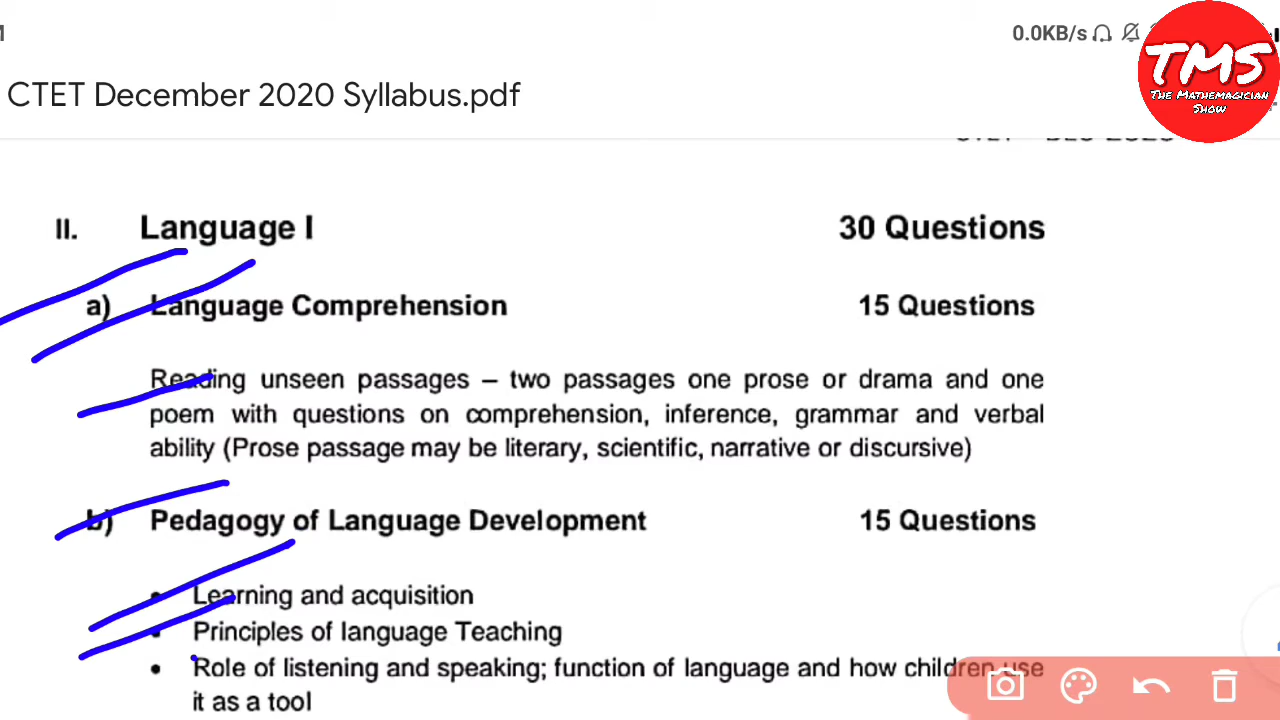 0.0KB/s
TMS
The Mathemagician
Show
CTET December 2020 Syllabus.pdf
II. Language I 30 Questions
a) Language Comprehension 15 Questions
Reading unseen passages – two passages one prose or drama and one
poem with questions on comprehension, inference, grammar and verbal
ability (Prose passage may be literary, scientific, narrative or discursive)
b) Pedagogy of Language Development 15 Questions
• Learning and acquisition
• Principles of language Teaching
• Role of listening and speaking; function of language and how children use
it as a tool